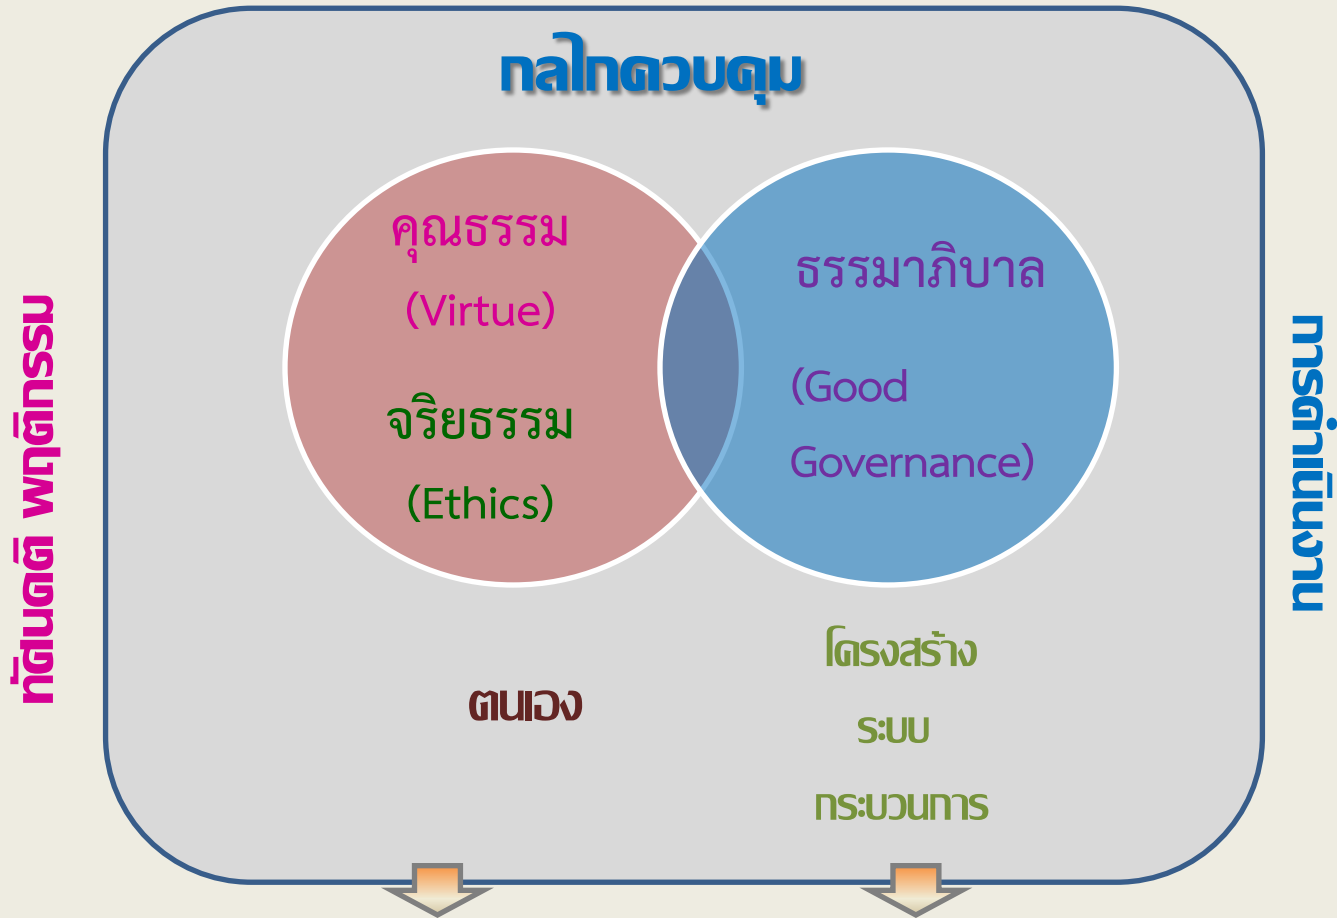 กลไกควบคุม
ทัศนคติ พฤติกรรม
คุณธรรม
(Virtue)
จริยธรรม
(Ethics)
ธรรมาภิบาล
(Good
Governance)
การดำเนินงาน
ตนเอง
โครงสร้าง
ระบบ
กระบวนการ